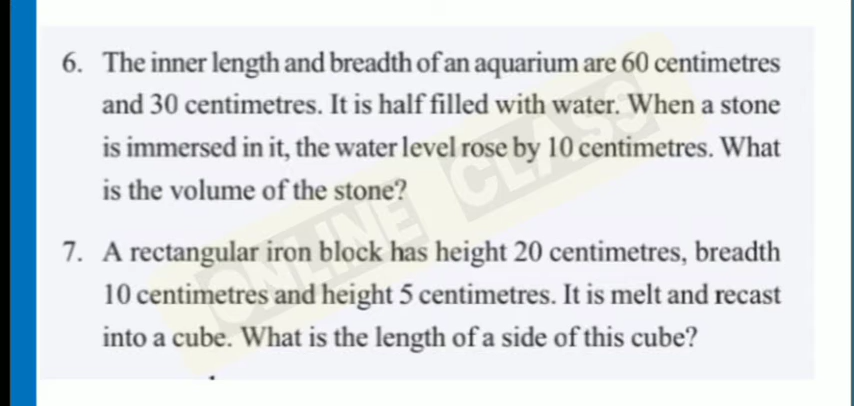 6. The inner length and breadth of an aquarium are 60 centimetres
and 30 centimetres. It is half filled with water. When a stone
is immersed in it, the water level rose by 10 centimetres. What
is the volume of the stone?
7. A rectangular iron block has height 20 centimetres, breadth
10 centimetres and height 5 centimetres. It is melt and recast
into a cube. What is the length of a side of this cube?
ONLINE CLASS